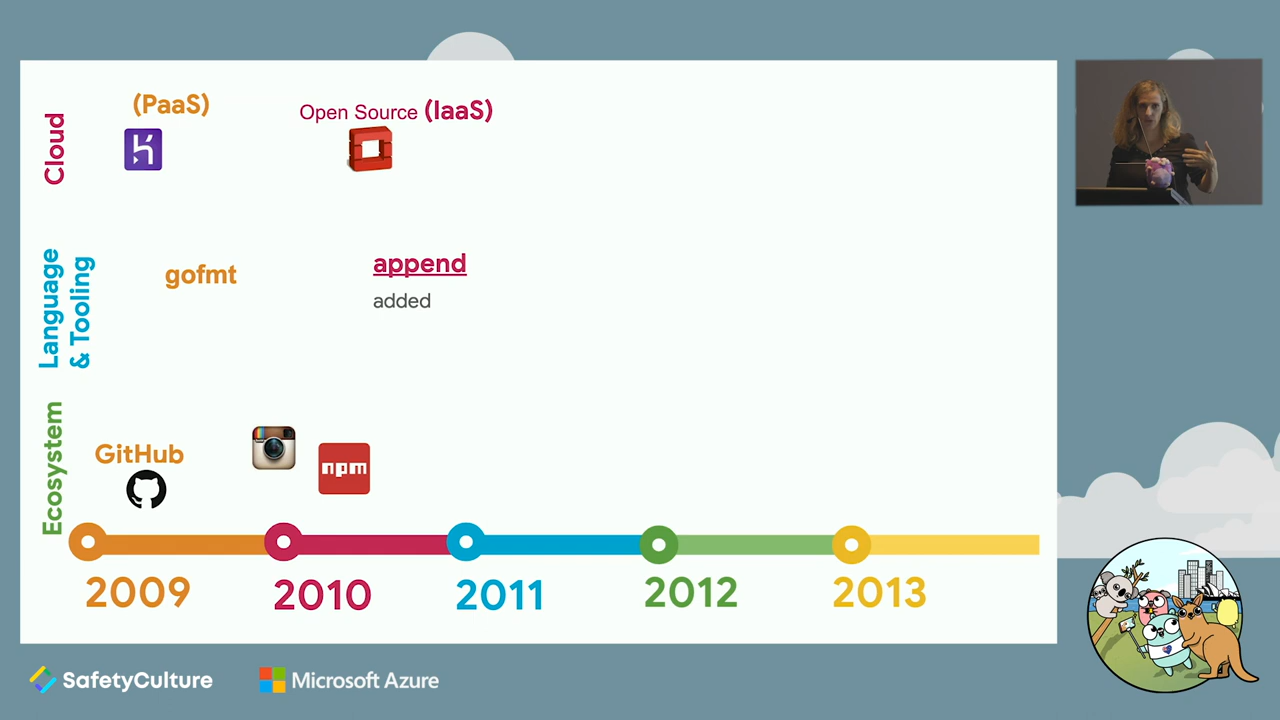 Cloud
(PaaS)
Open Source (IaaS)
Language
& Tooling
gofmt
append
added
Ecosystem
GitHub
npm
2009
2010
2011
2012
2013
SafetyCulture
Microsoft Azure